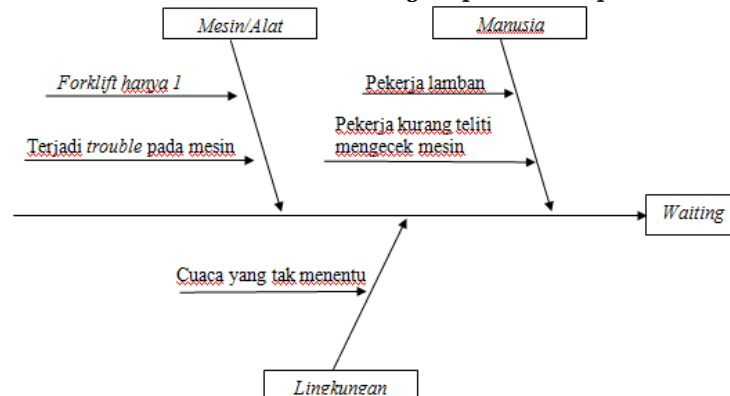 Mesin/Alat
Manusia
Forklift hanya 1
Pekerja lamban
Pekerja kurang teliti
mengecek mesin
Terjadi trouble pada mesin
Waiting
Cuaca yang tak menentu
Lingkungan